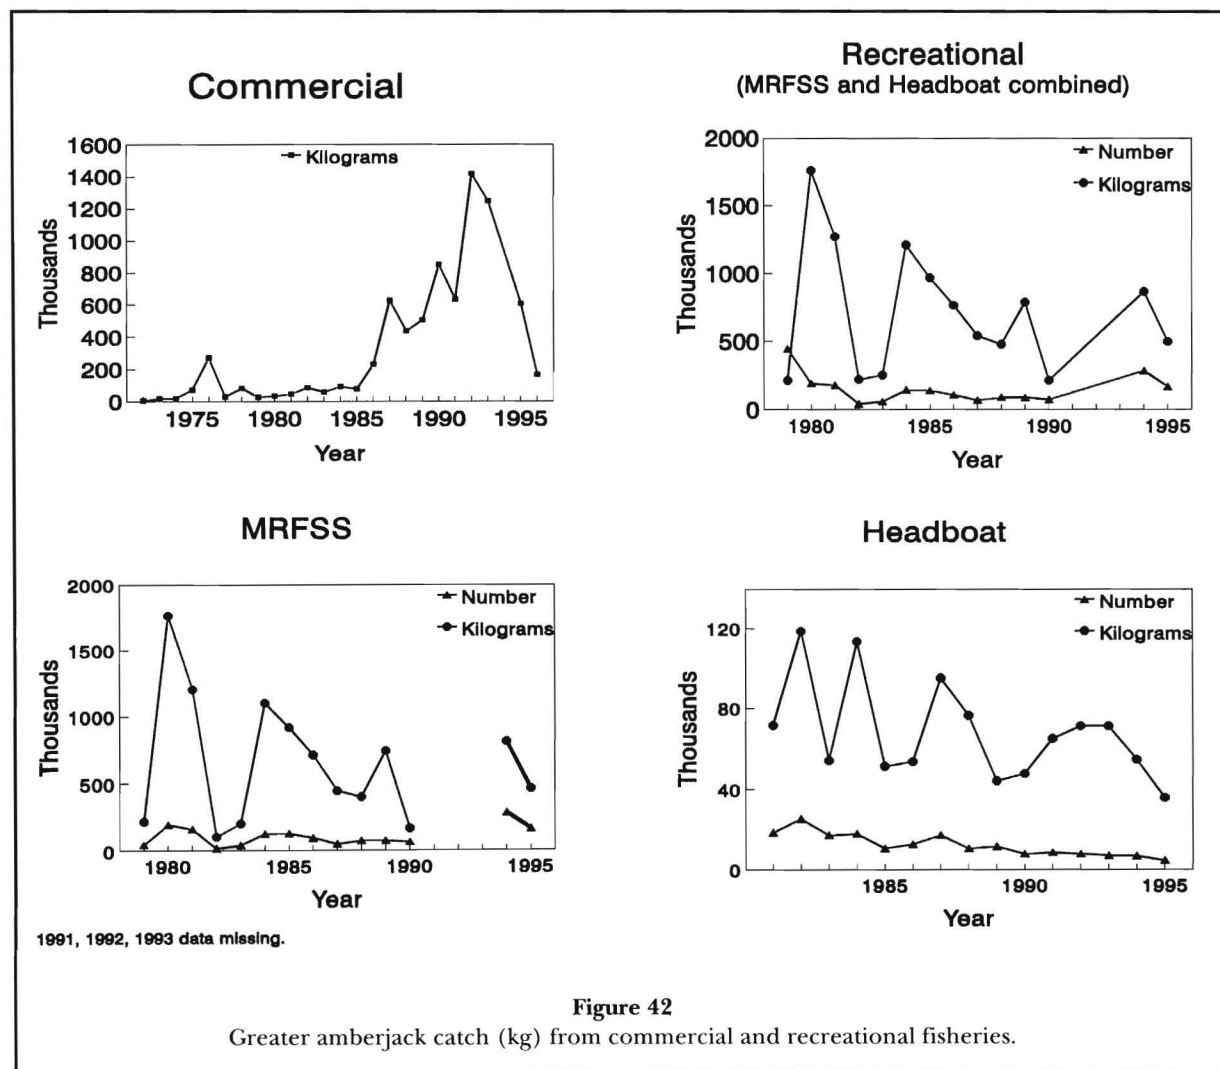 Commercial
1600
1400
1200
1000
800
600
400
200
0
Thousands
Kilograms
1975 1980 1985 1990 1995
Year
Recreational
(MRFSS and Headboat combined)
2000
1500
1000
500
0
Thousands
Number
Kilograms
1980 1985 1990 1995
Year
MRFSS
2000
1500
1000
500
0
Thousands
Number
Kilograms
1980 1985 1990 1995
Year
Headboat
120
80
40
0
Thousands
Number
Kilograms
1985 1990 1995
Year
1991, 1992, 1993 data missing.
Figure 42
Greater amberjack catch (kg) from commercial and recreational fisheries.